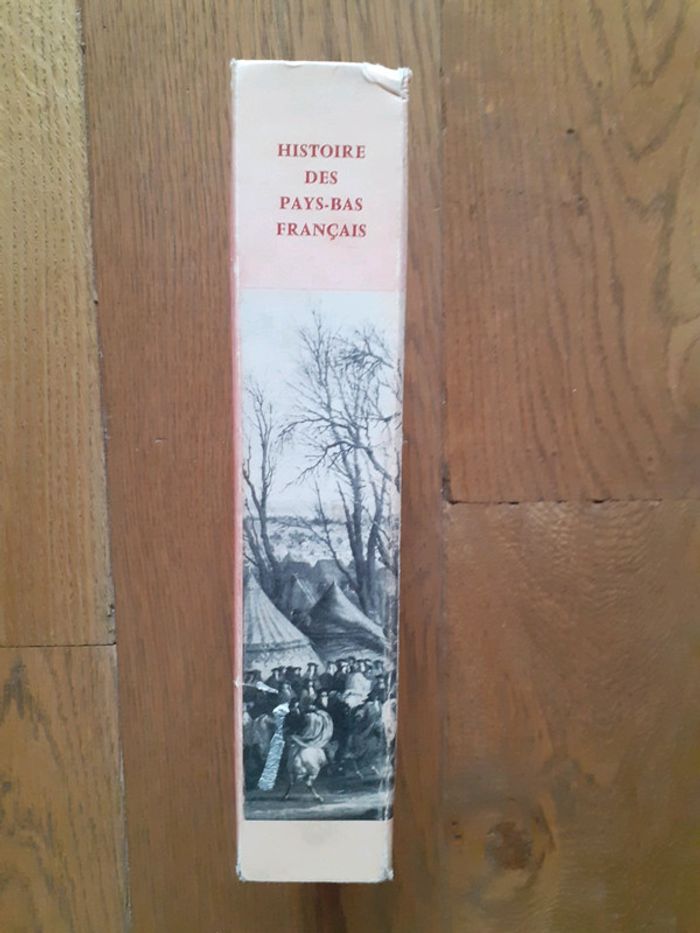 HISTOIRE
DES
PAYS-BAS
FRANÇAIS